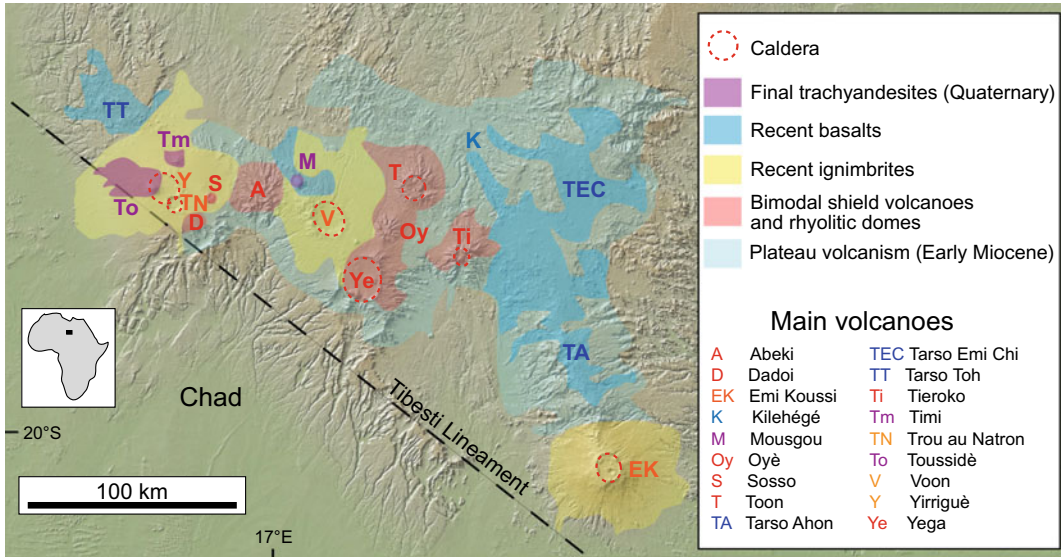 TT
Tm
Y
S
TN
To
D
A
M
V
T
Oy
Ye
Ti
K
TEC
TA
EK
Chad
Tibesti Lineament
20°S
17°E
100 km
Caldera
Final trachyandesites (Quaternary)
Recent basalts
Recent ignimbrites
Bimodal shield volcanoes
and rhyolitic domes
Plateau volcanism (Early Miocene)
Main volcanoes
A Abeki
D Dadoi
EK Emi Koussi
K Kilehégé
M Mousgou
Oy Oyè
S Sosso
T Toon
TA Tarso Ahon
TEC Tarso Emi Chi
TT Tarso Toh
Ti Tieroko
Tm Timi
TN Trou au Natron
To Toussidè
V Voon
Y Yirriguè
Ye Yega